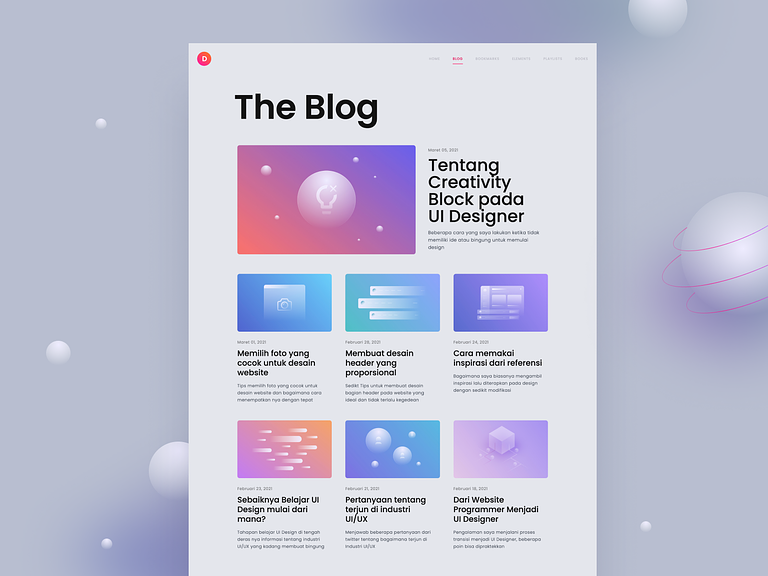 D
HOME
BLOG
RESOURCES
ELEMENTS
PLAYLISTS
The Blog
Maret 05, 2021
Tentang
Creativity
Block pada
UI Designer
Beberapa cara yang saya lakukan ketika tidak
memiliki ide atau bingung untuk memulai
design
Maret 01, 2021
Memilih foto yang
cocok untuk desain
website
Tips memilih foto yang cocok untuk
desain website dan bagaimana cara
menempatkan nya dengan tepat
Februari 28, 2021
Membuat desain
header yang
proporsional
Sedikit Tips untuk membuat desain
bagian header pada website yang
ideal dan tidak terlalu kegedean
Februari 24, 2021
Cara memakai
inspirasi dari referensi
Bagaimana saya biasanya mengambil
inspirasi lalu diterapkan pada design
dengan sedikit modifikasi
Februari 23, 2021
Sebaiknya Belajar UI
Design mulai dari
mana?
Tahapan belajar UI Design di tengah
deras nya informasi tentang industri
UI/UX yang kadang membuat bingung
Februari 21, 2021
Pertanyaan tentang
terjun di industri
UI/UX
Menjawab beberapa pertanyaan dari
twitter tentang bagaimana terjun di
industri UI/UX
Februari 18, 2021
Dari Website
Programmer Menjadi
UI Designer
Pengalaman saya menjalani proses
transisi menjadi UI Designer, beberapa
poin bisa dipraktekkan